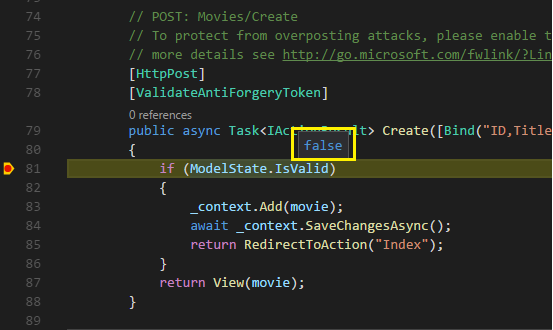 74 // POST: Movies/Create
75 // To protect from overposting attacks, please enable t
76 // more details see http://go.microsoft.com/fwlink/?Lin
77 [HttpPost]
78 [ValidateAntiForgeryToken]
0 references
79 public async Task<IActionResult> Create([Bind("ID,Title
80 {
false
81 if (ModelState.IsValid)
82 {
83 _context.Add(movie);
84 await _context.SaveChangesAsync();
85 return RedirectToAction("Index");
86 }
87 return View(movie);
88 }
89